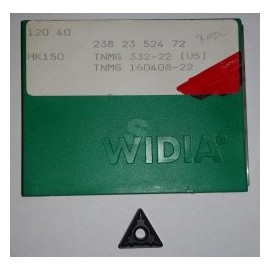 120 40
238 23 524 72
HK150
TNMG 332-22 (US)
TNMG 160408-22
WIDIA